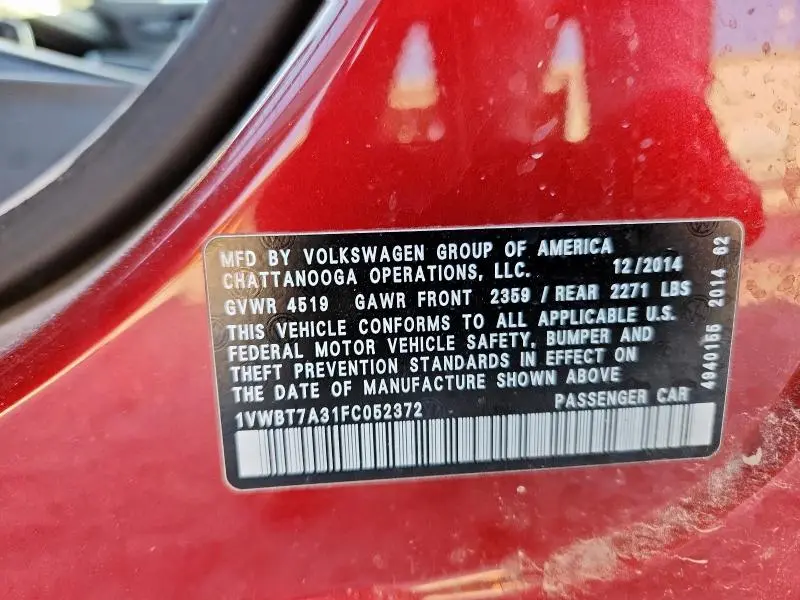 MFD BY VOLKSWAGEN GROUP OF AMERICA
CHATTANOOGA OPERATIONS, LLC. 12/2014
GVWR 4519 GAWR FRONT 2359 / REAR 2271 LBS
THIS VEHICLE CONFORMS TO ALL APPLICABLE U.S.
FEDERAL MOTOR VEHICLE SAFETY, BUMPER AND
THEFT PREVENTION STANDARDS IN EFFECT ON
THE DATE OF MANUFACTURE SHOWN ABOVE
1VWBT7A31FC052372 PASSENGER CAR
4940155 2014 62